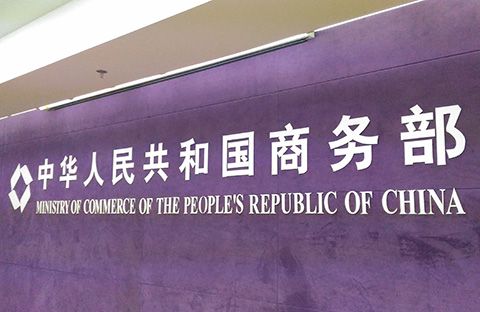 中华人民共和国商务部
MINISTRY OF COMMERCE OF THE PEOPLE'S REPUBLIC OF CHINA